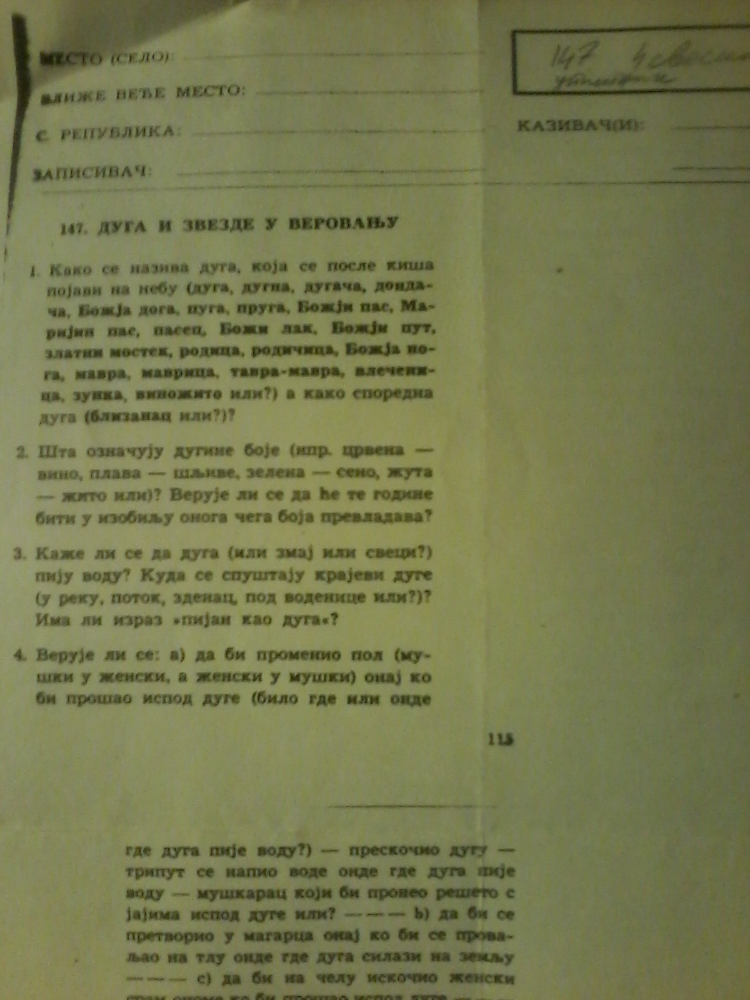 МЕСТО (СЕЛО):
147
БЛИЖЕ ВЕЋЕ МЕСТО:
С. РЕПУБЛИКА:
КАЗИВАЧ(И):
ЗАПИСИВАЧ:
147. ДУГА И ЗВЕЗДЕ У ВЕРОВАЊУ
1. Како се назива дуга, која се после киша
појави на небу (дуга, дугна, дугача, донда-
ча, Божја дога, пуга, пруга, Божји пас, Ма-
ријин пас, пасец, Божи лак, Божји пут,
златни мостек, родица, родичица, Божја но-
га, мавра, маврица, тавра-мавра, влечени-
ца, зунка, виножито или?) а како споредна
дуга (близанац или?)?
2. Шта означују дугине боје (нпр. црвена —
вино, плава — шљиве, зелена — сено, жута
— жито или)? Верује ли се да ће те године
бити у изобиљу онога чега боја превладава?
3. Каже ли се да дуга (или змај или свеци?)
пију воду? Куда се спуштају крајеви дуге
(у реку, поток, зденац, под воденице или?)?
Има ли израз »пијан као дуга«?
4. Верује ли се: а) да би променио пол (му-
шки у женски, а женски у мушки) онај ко
би прошао испод дуге (било где или онде
115
где дуга пије воду?) — прескочио дугу —
трипут се напио воде онде где дуга пије
воду — мушкарац који би пронео решето с
јајима испод дуге или? — — — b) да би се
претворио у магарца онај ко би се прова-
љао на тлу онде где дуга силази на земљу
— — — c) да би на челу искочио женски
срам ономе ко би прошао испод дуге